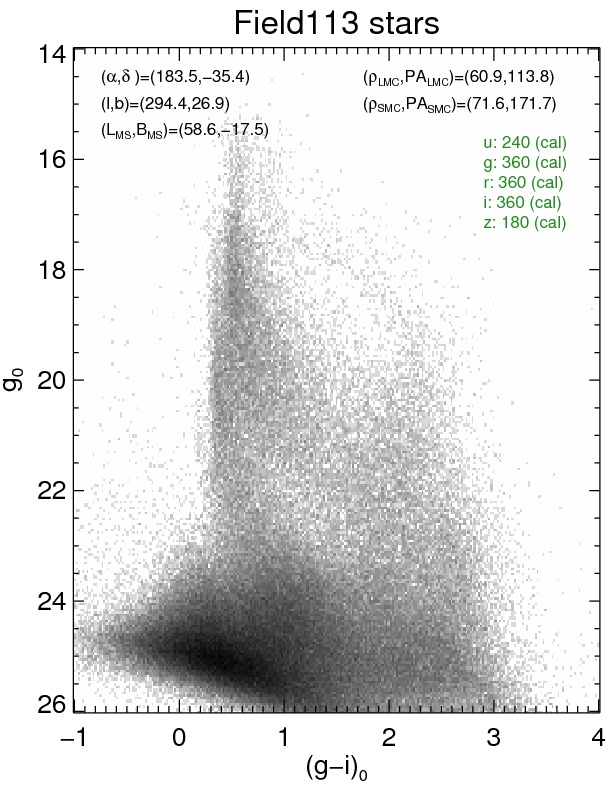 Field113 stars
(α,δ )=(183.5,−35.4)
(ρLMC,PALMC)=(60.9,113.8)
(l,b)=(294.4,26.9)
(ρSMC,PASMC)=(71.6,171.7)
(LMS,BMS)=(58.6,−17.5)
u: 240 (cal)
g: 360 (cal)
r: 360 (cal)
i: 360 (cal)
z: 180 (cal)
14
16
18
20
22
24
26
g0
−1 0 1 2 3 4
(g−i)0